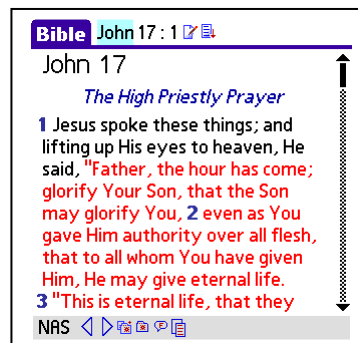 Bible John 17 : 1
John 17
The High Priestly Prayer
1 Jesus spoke these things; and
lifting up His eyes to heaven, He
said, "Father, the hour has come;
glorify Your Son, that the Son
may glorify You, 2 even as You
gave Him authority over all flesh,
that to all whom You have given
Him, He may give eternal life.
3 "This is eternal life, that they
NAS